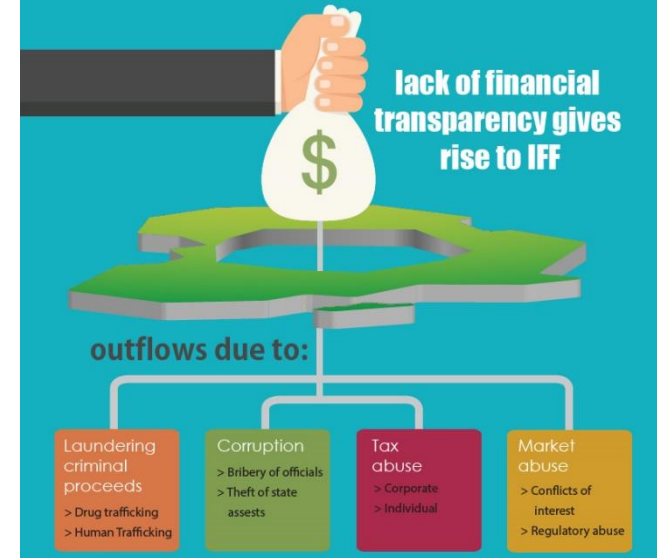 lack of financial
transparency gives
rise to IFF
$
outflows due to:
Laundering
criminal
proceeds
> Drug trafficking
> Human Trafficking
Corruption
> Bribery of officials
> Theft of state
assests
Tax
abuse
> Corporate
> Individual
Market
abuse
> Conflicts of
interest
> Regulatory abuse